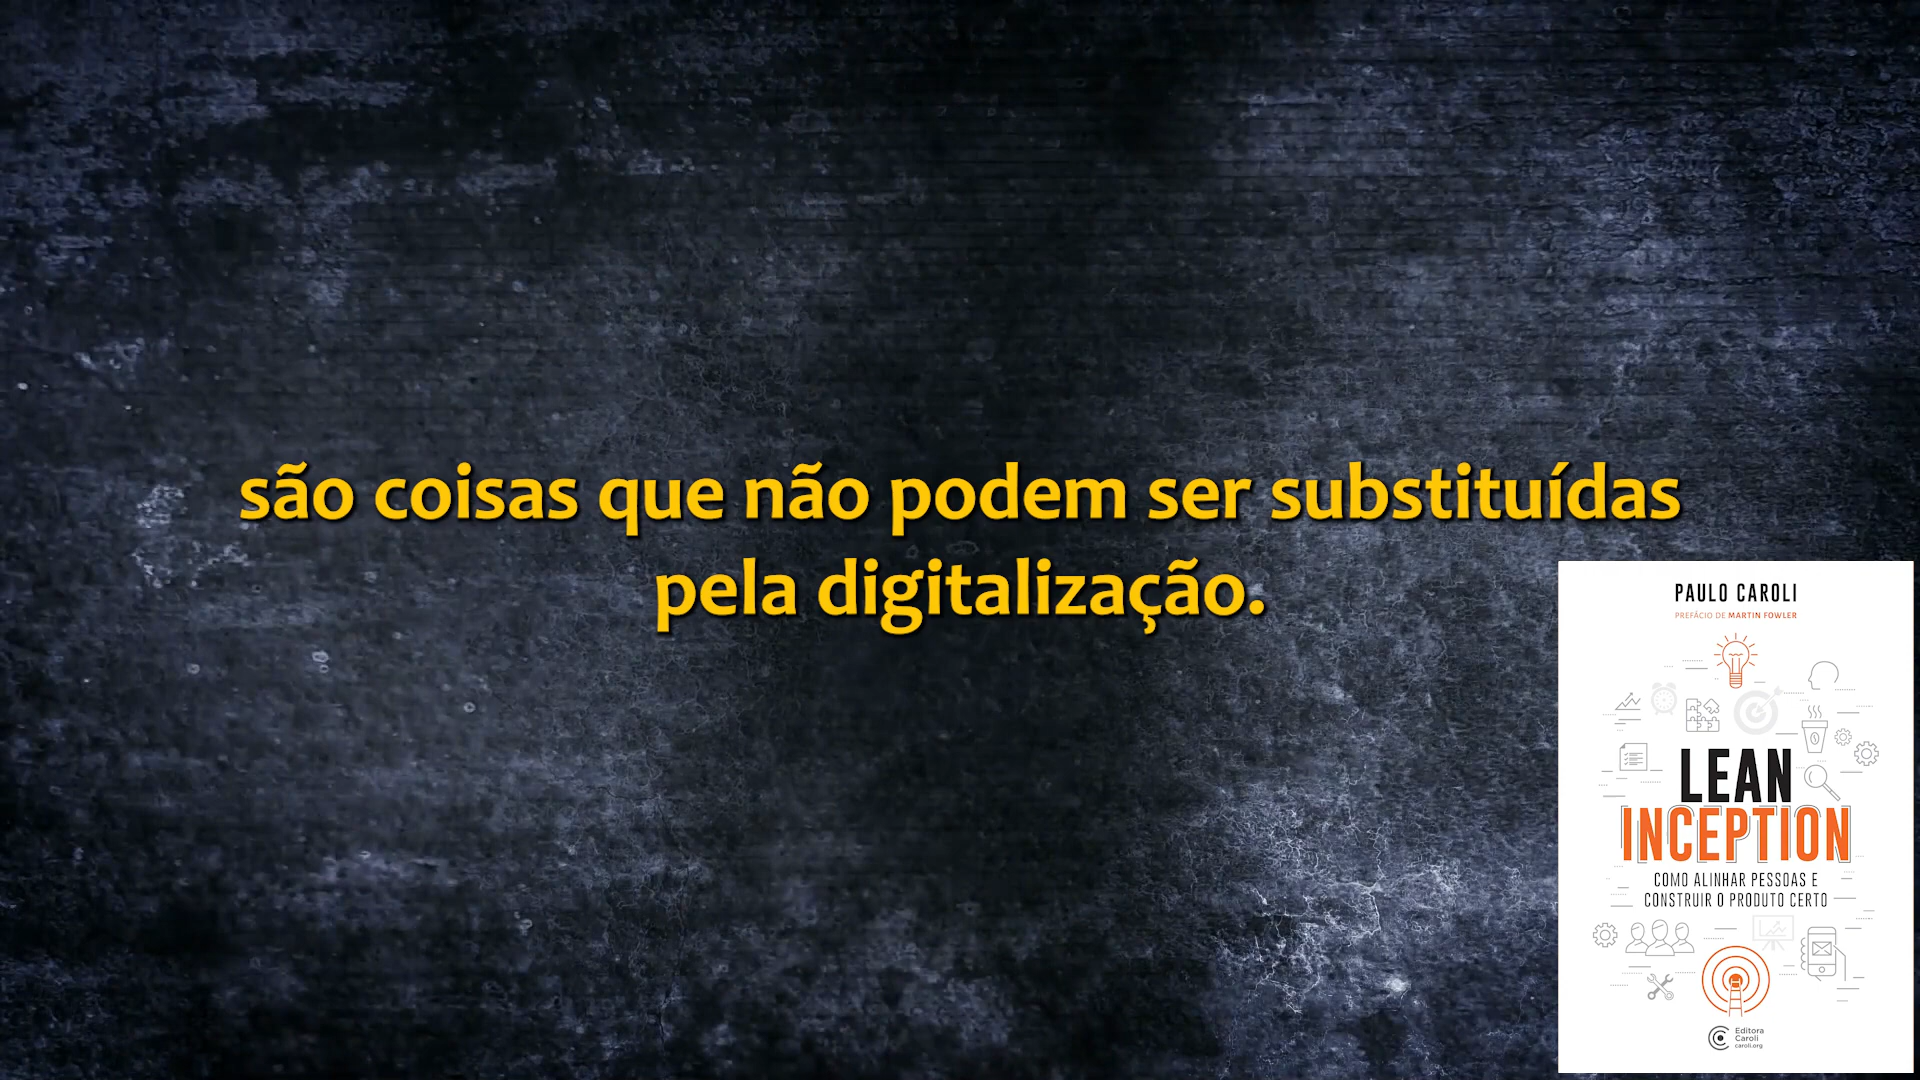 são coisas que não podem ser substituídas
pela digitalização.
PAULO CAROLI
PREFÁCIO DE MARTIN FOWLER
LEAN
INCEPTION
COMO ALINHAR PESSOAS E
CONSTRUIR O PRODUTO CERTO
Editora
Caroli
caroli.org